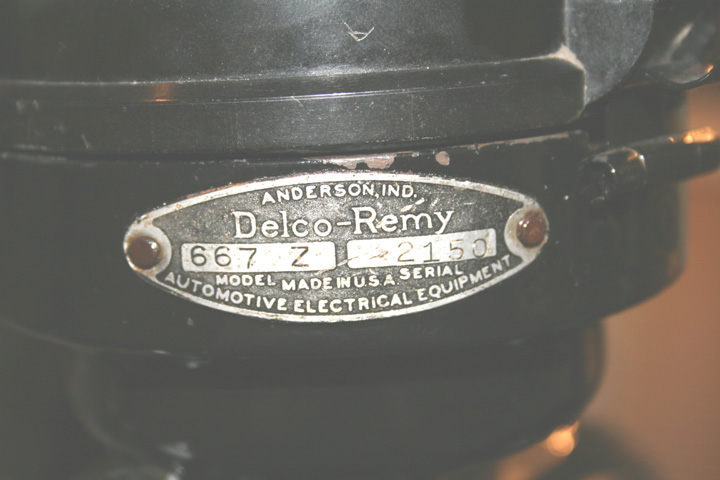 ANDERSON, IND.
Delco-Remy
667 Z 2150
MODEL MADE IN U.S.A. SERIAL
AUTOMOTIVE ELECTRICAL EQUIPMENT